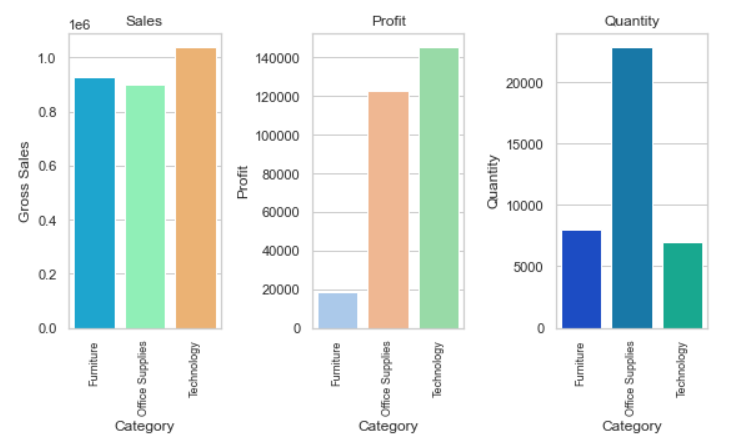 Sales
1e6
1.0
0.8
0.6
0.4
0.2
0.0
Gross Sales
Furniture
Office Supplies
Technology
Category
Profit
140000
120000
100000
80000
60000
40000
20000
0
Profit
Furniture
Office Supplies
Technology
Category
Quantity
20000
15000
10000
5000
0
Quantity
Furniture
Office Supplies
Technology
Category